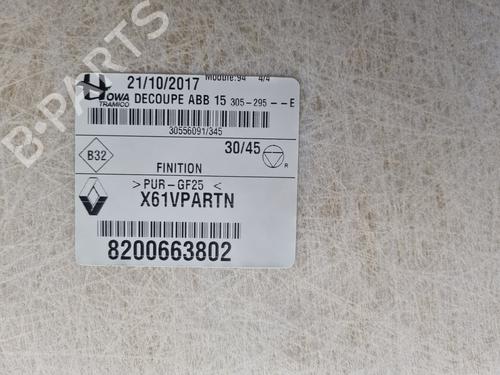 21/10/2017 Module:94 4/4
HOWA TRAMICO DECOUPE ABB 15 305-295 -- E
30556091/345
B32 30/45 R
FINITION
>PUR-GF25 <
X61VPARTN
8200663802
B-PARTS